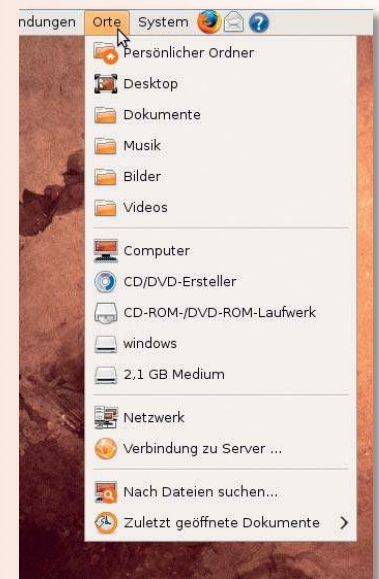 ndungen Orte System
Persönlicher Ordner
Desktop
Dokumente
Musik
Bilder
Videos
Computer
CD/DVD-Ersteller
CD-ROM-/DVD-ROM-Laufwerk
windows
2,1 GB Medium
Netzwerk
Verbindung zu Server ...
Nach Dateien suchen...
Zuletzt geöffnete Dokumente